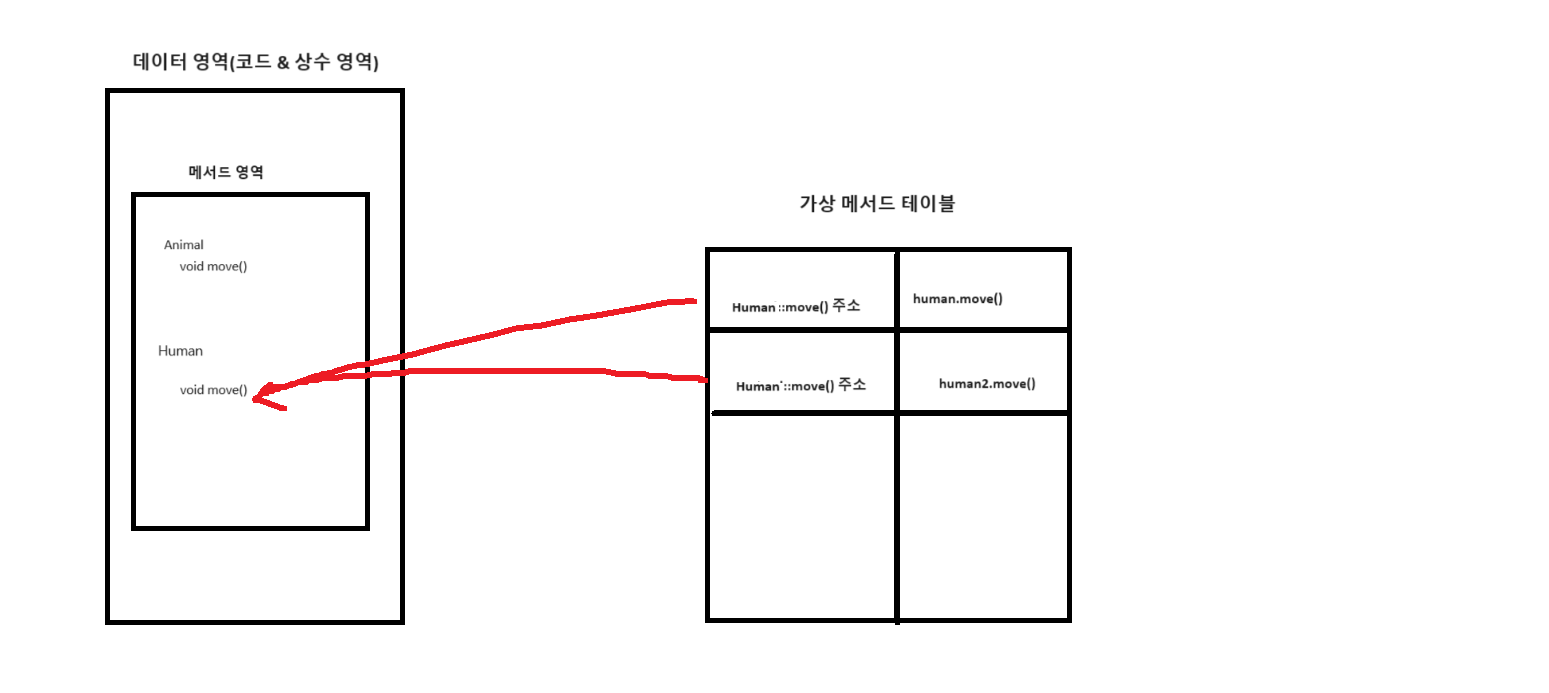 데이터 영역(코드 & 상수 영역)
메서드 영역
Animal
void move()
Human
void move()
가상 메서드 테이블
Human ::move() 주소
human.move()
Human ::move() 주소
human2.move()